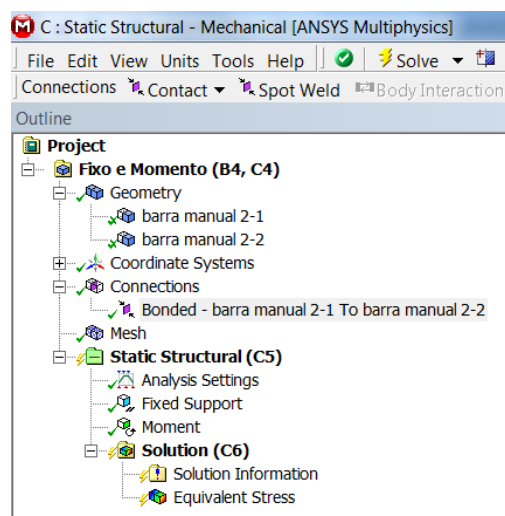 C : Static Structural - Mechanical [ANSYS Multiphysics]
File Edit View Units Tools Help Solve
Connections Contact Spot Weld Body Interaction
Outline
Project
Fixo e Momento (B4, C4)
Geometry
barra manual 2-1
barra manual 2-2
Coordinate Systems
Connections
Bonded - barra manual 2-1 To barra manual 2-2
Mesh
Static Structural (C5)
Analysis Settings
Fixed Support
Moment
Solution (C6)
Solution Information
Equivalent Stress